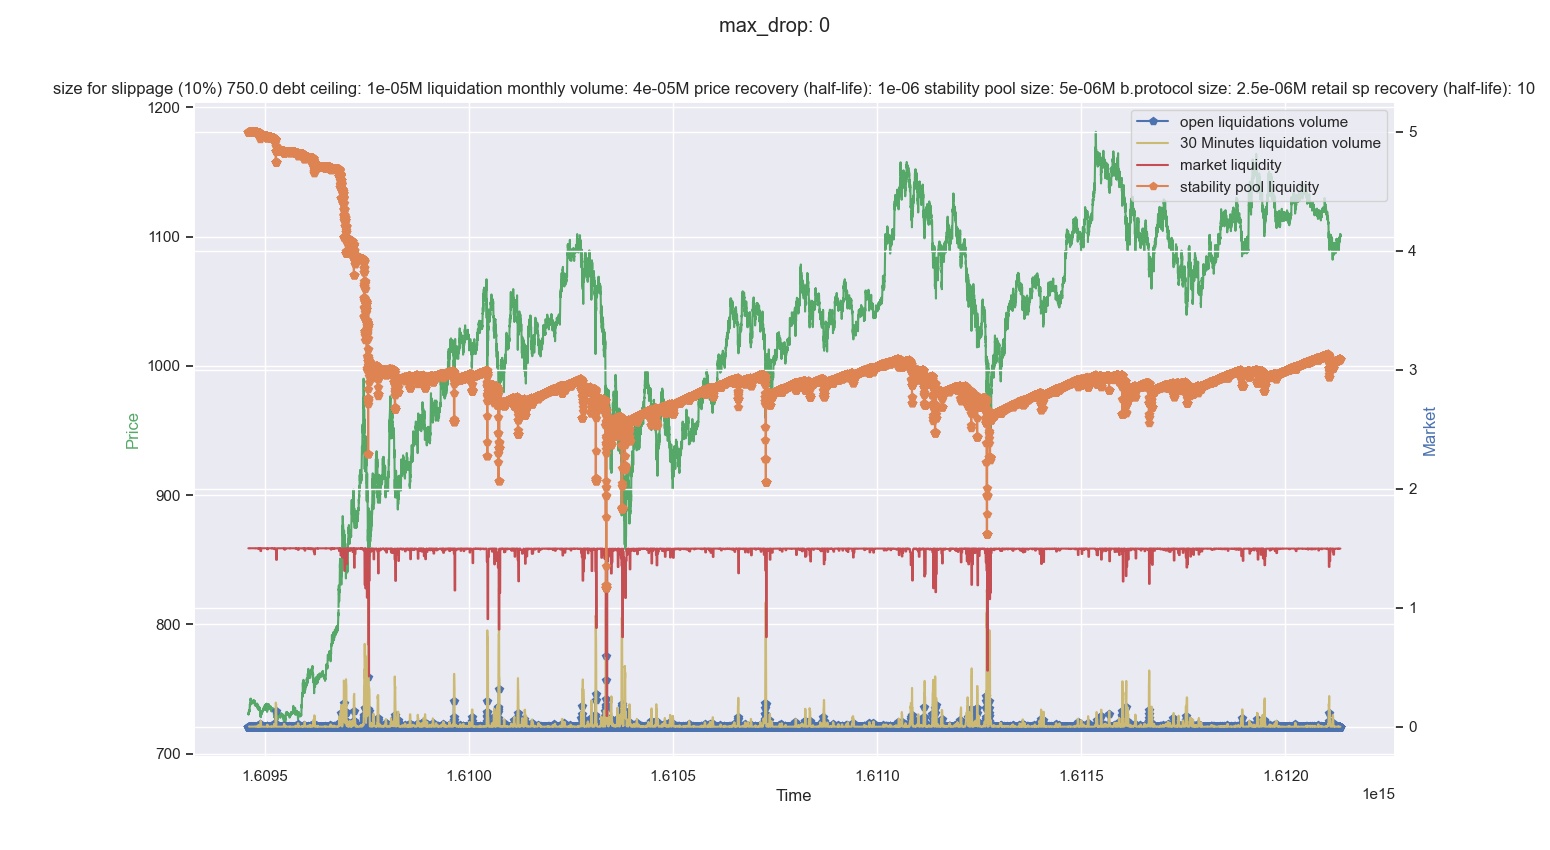 max_drop: 0
size for slippage (10%) 750.0 debt ceiling: 1e-05M liquidation monthly volume: 4e-05M price recovery (half-life): 1e-06 stability pool size: 5e-06M b.protocol size: 2.5e-06M retail sp recovery (half-life): 10
open liquidations volume
30 Minutes liquidation volume
market liquidity
stability pool liquidity
1200
1100
1000
900
800
700
Price
5
4
3
2
1
0
Market
1.6095 1.6100 1.6105 1.6110 1.6115 1.6120
1e15
Time